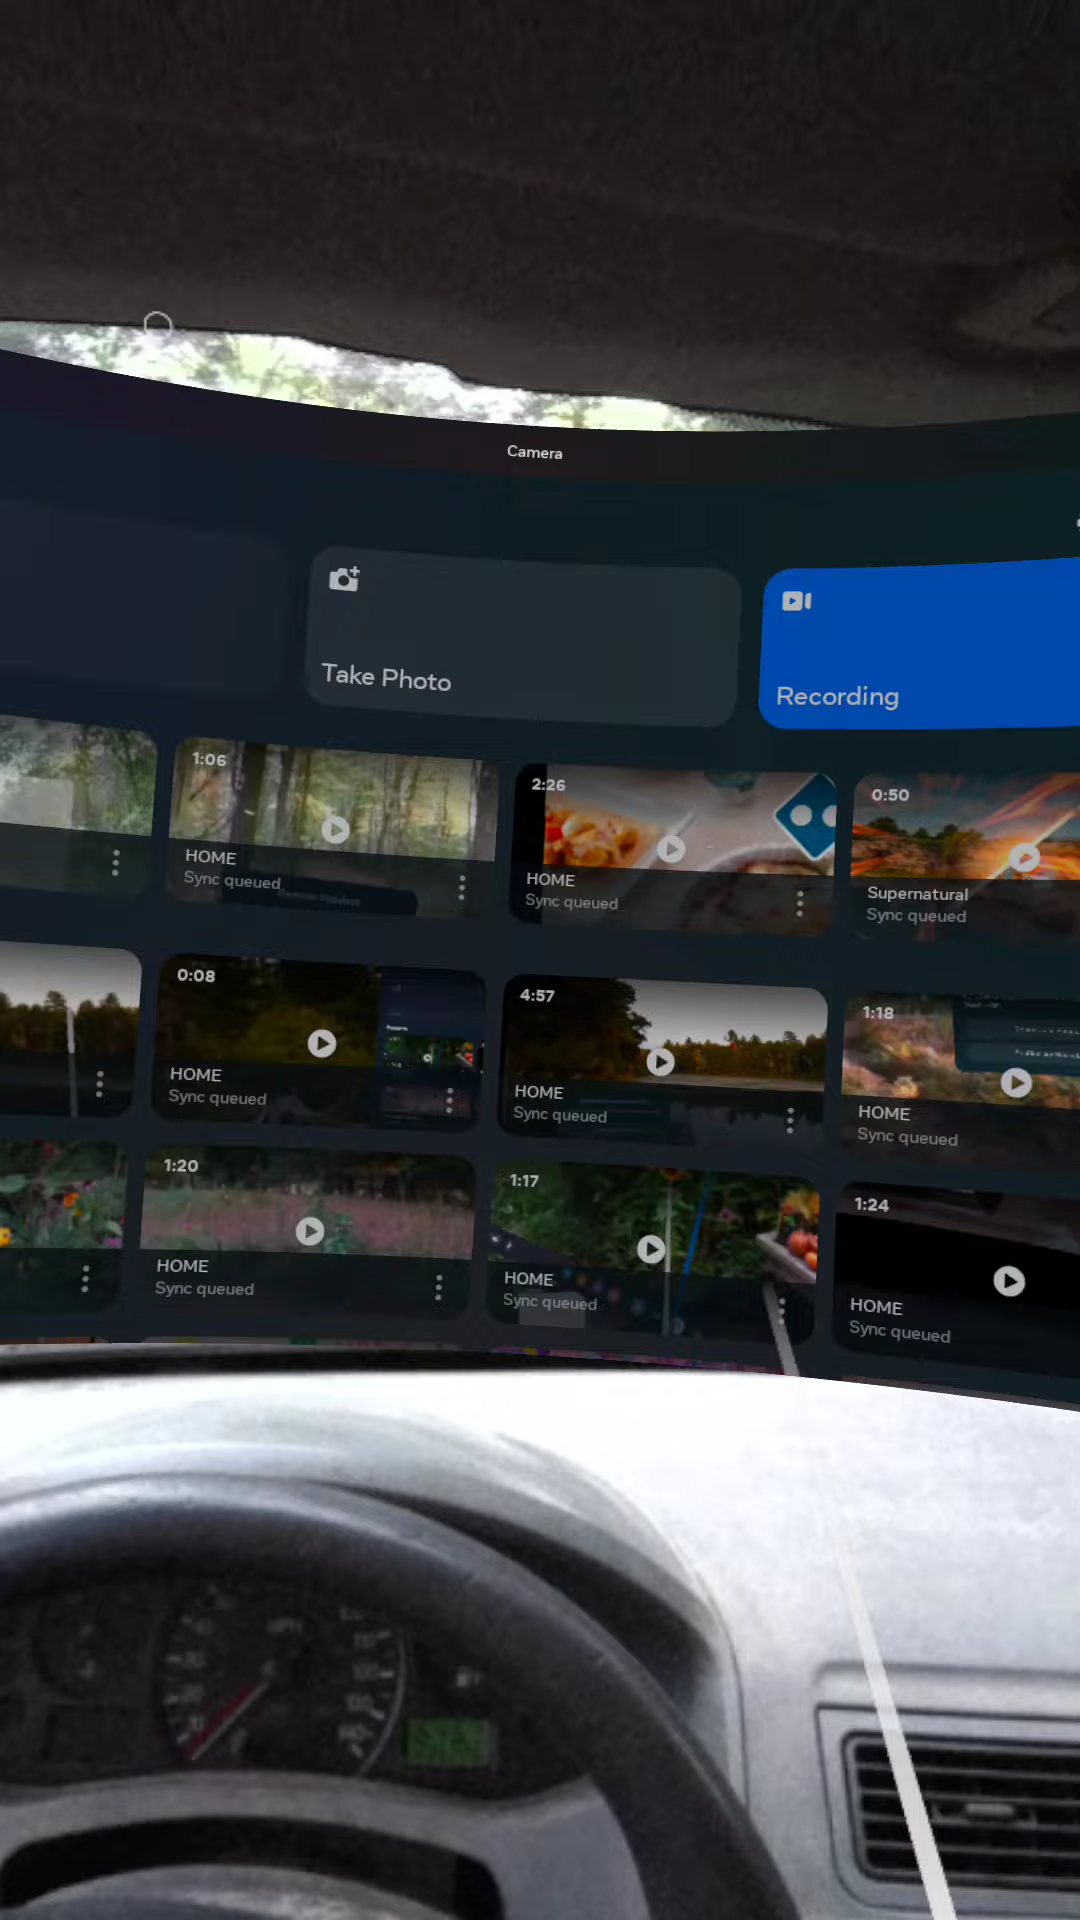 Camera
Take Photo
Recording
1:06
HOME
Sync queued
2:26
HOME
Sync queued
0:50
Supernatural
Sync queued
0:08
HOME
Sync queued
4:57
HOME
Sync queued
1:18
HOME
Sync queued
1:20
HOME
Sync queued
1:17
HOME
Sync queued
1:24
HOME
Sync queued
MPH